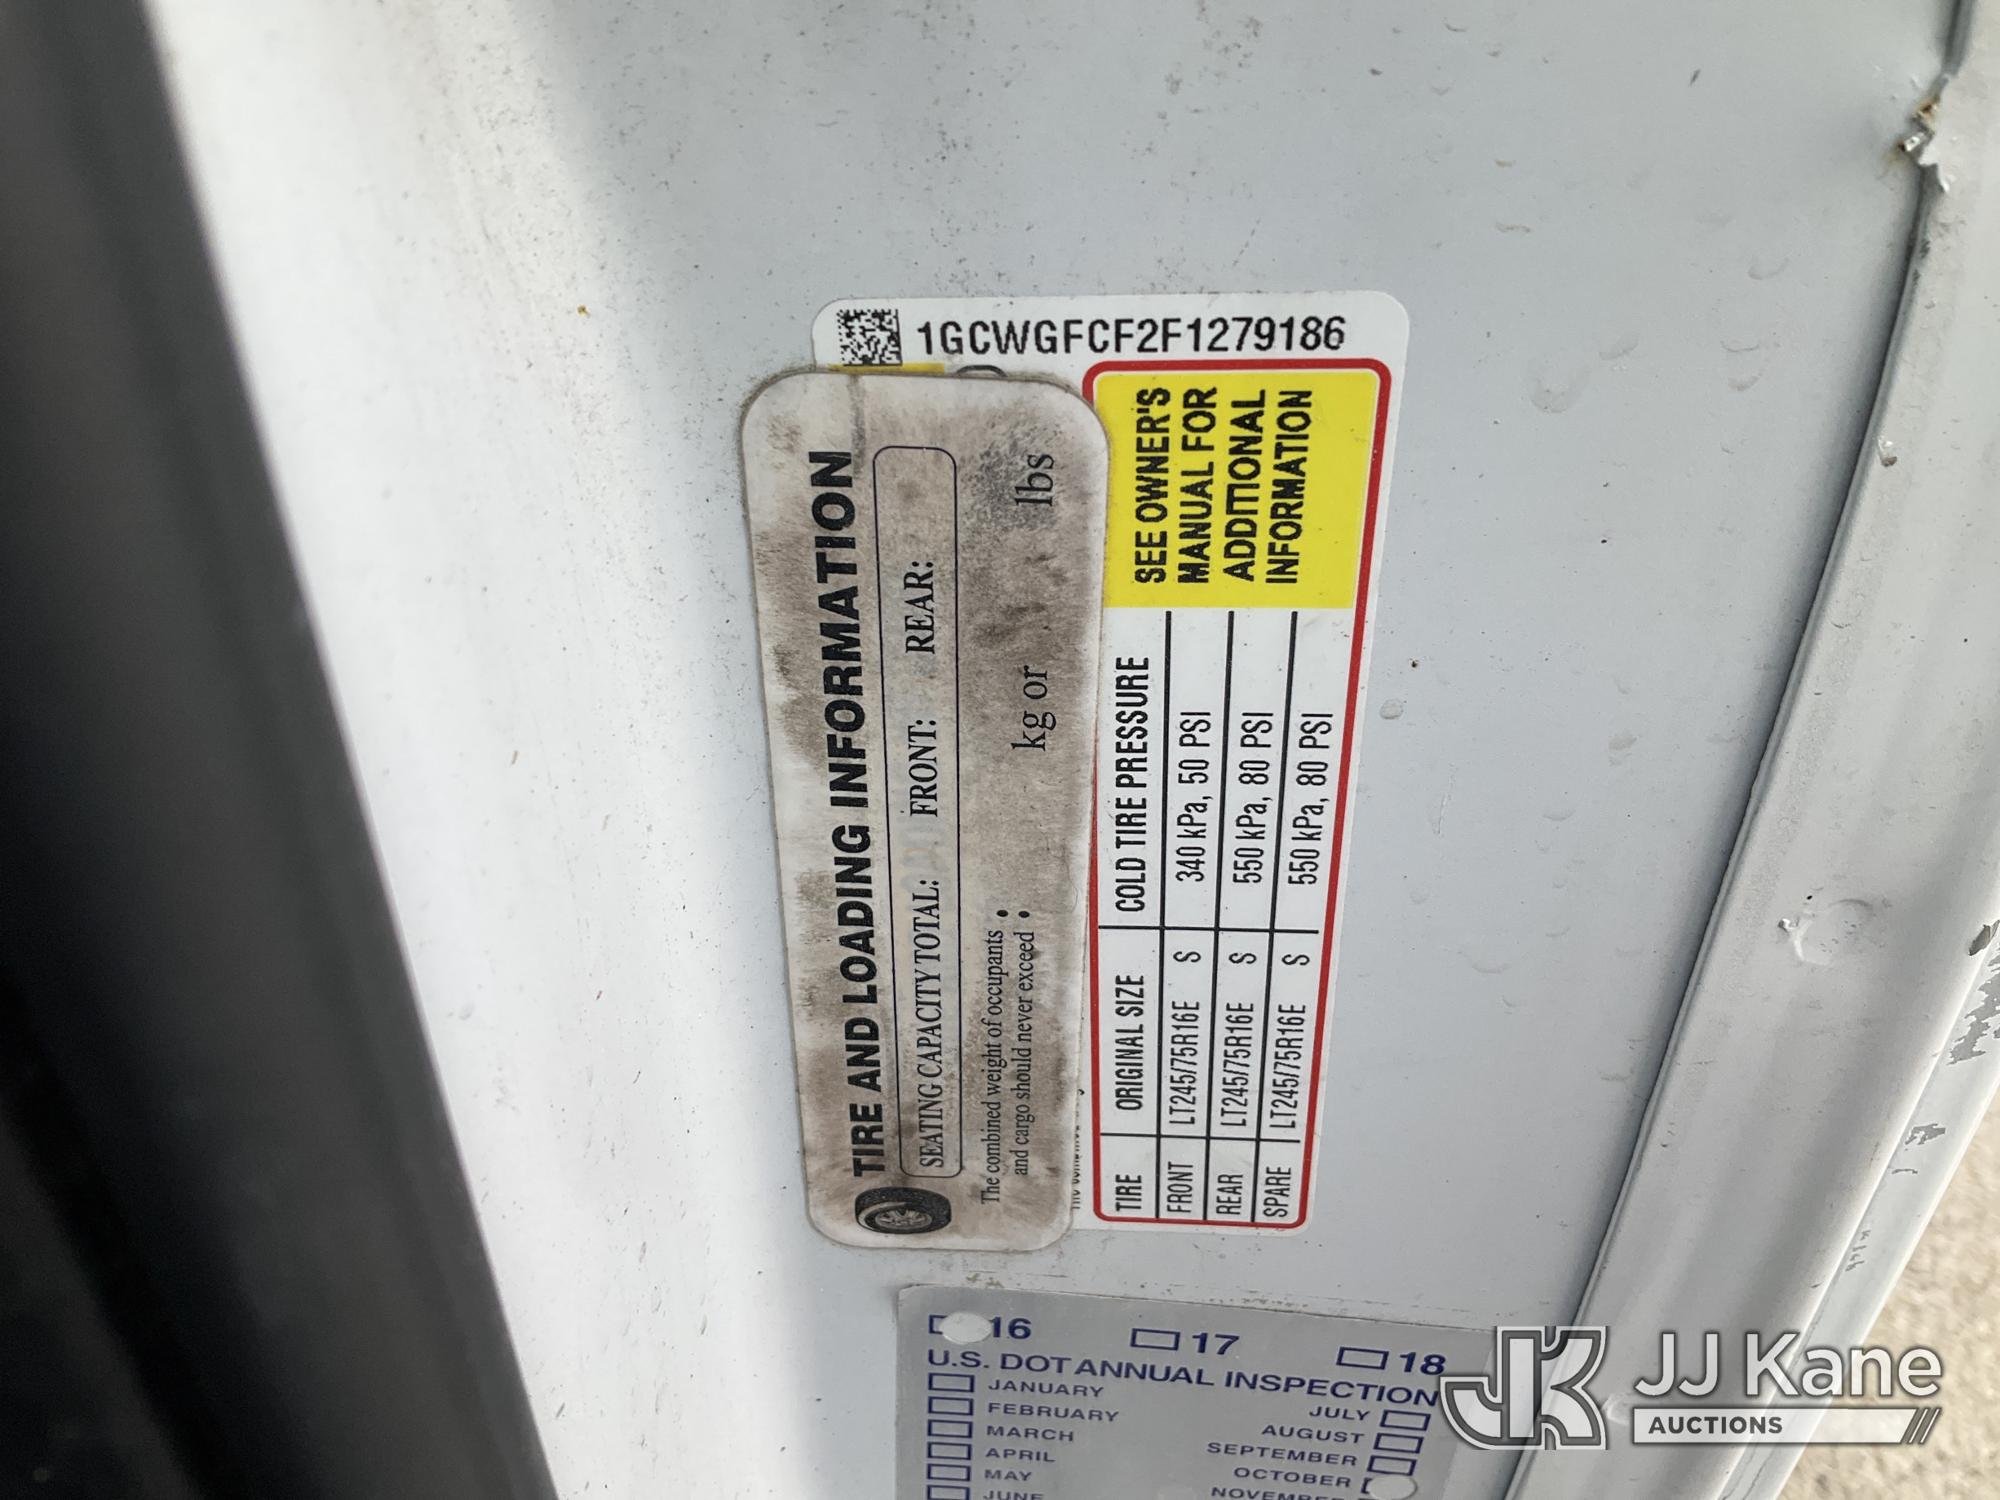 1GCWGFCF2F1279186
TIRE AND LOADING INFORMATION
SEATING CAPACITY TOTAL: FRONT: REAR:
The combined weight of occupants :
and cargo should never exceed :
kg or lbs
TIRE ORIGINAL SIZE COLD TIRE PRESSURE
FRONT LT245/75R16E S 340 kPa, 50 PSI
REAR LT245/75R16E S 550 kPa, 80 PSI
SPARE LT245/75R16E S 550 kPa, 80 PSI
SEE OWNER'S
MANUAL FOR
ADDITIONAL
INFORMATION
16 17 18
U.S. DOT ANNUAL INSPECTION
JANUARY
FEBRUARY
MARCH
APRIL
MAY
JUNE
JULY
AUGUST
SEPTEMBER
OCTOBER
NOVEMBER
JK JJ Kane
AUCTIONS